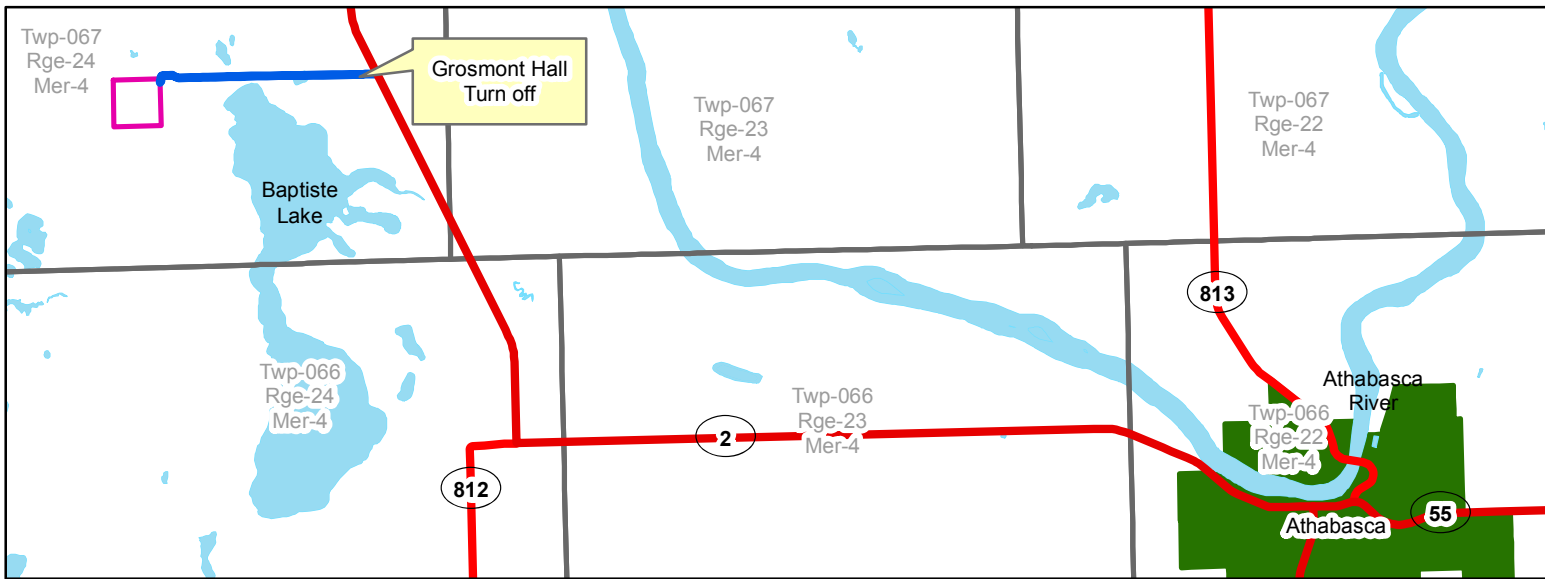 Twp-067
Rge-24
Mer-4
Grosmont Hall
Turn off
Twp-067
Rge-23
Mer-4
Twp-067
Rge-22
Mer-4
Baptiste
Lake
813
Twp-066
Rge-24
Mer-4
Twp-066
Rge-23
Mer-4
Athabasca
River
Twp-066
Rge-22
Mer-4
2
812
55
Athabasca